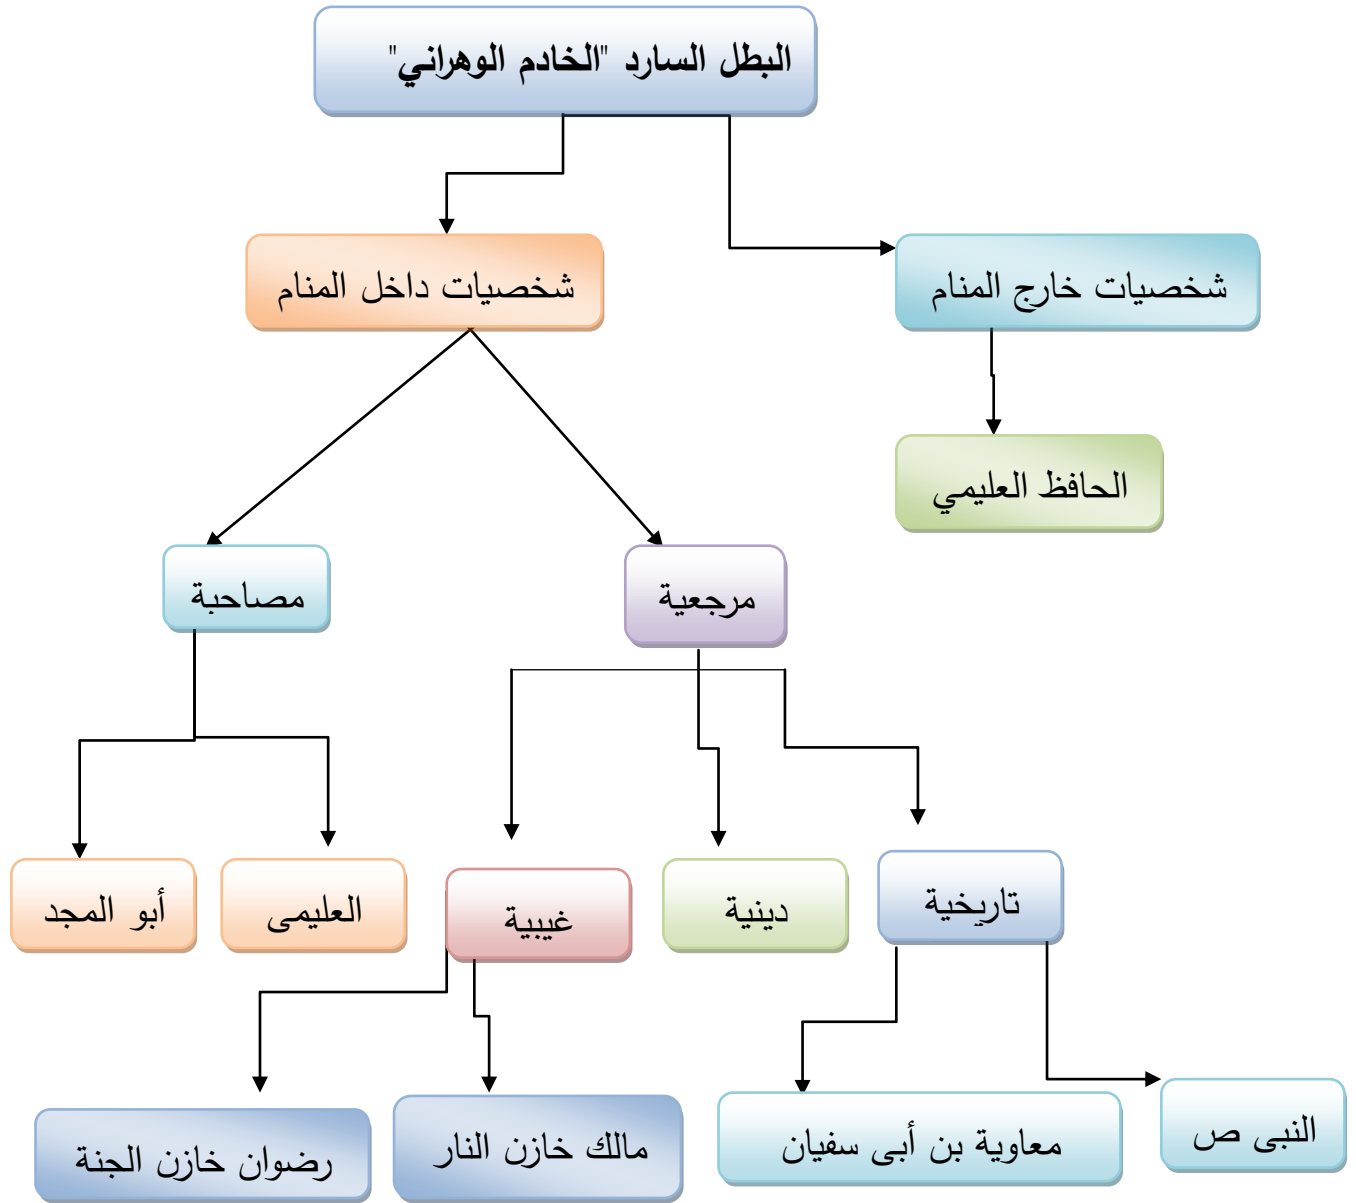 البطل السارد "الخادم الوهراني"
شخصيات خارج المنام
شخصيات داخل المنام
الحافظ العليمي
مرجعية
مصاحبة
تاريخية
دينية
غيبية
العليمى
أبو المجد
النبى ص
معاوية بن أبى سفيان
مالك خازن النار
رضوان خازن الجنة